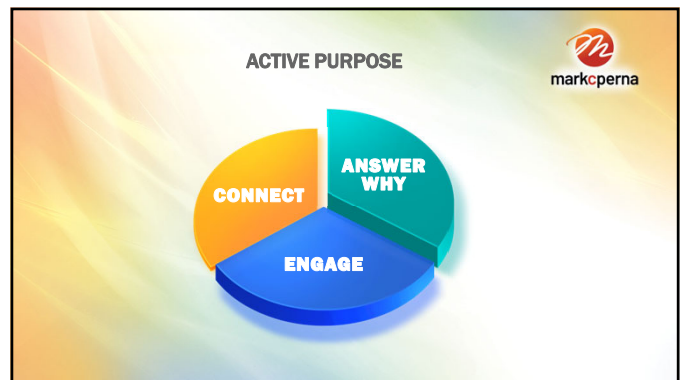 ACTIVE PURPOSE
markcperna
ANSWER
WHY
CONNECT
ENGAGE